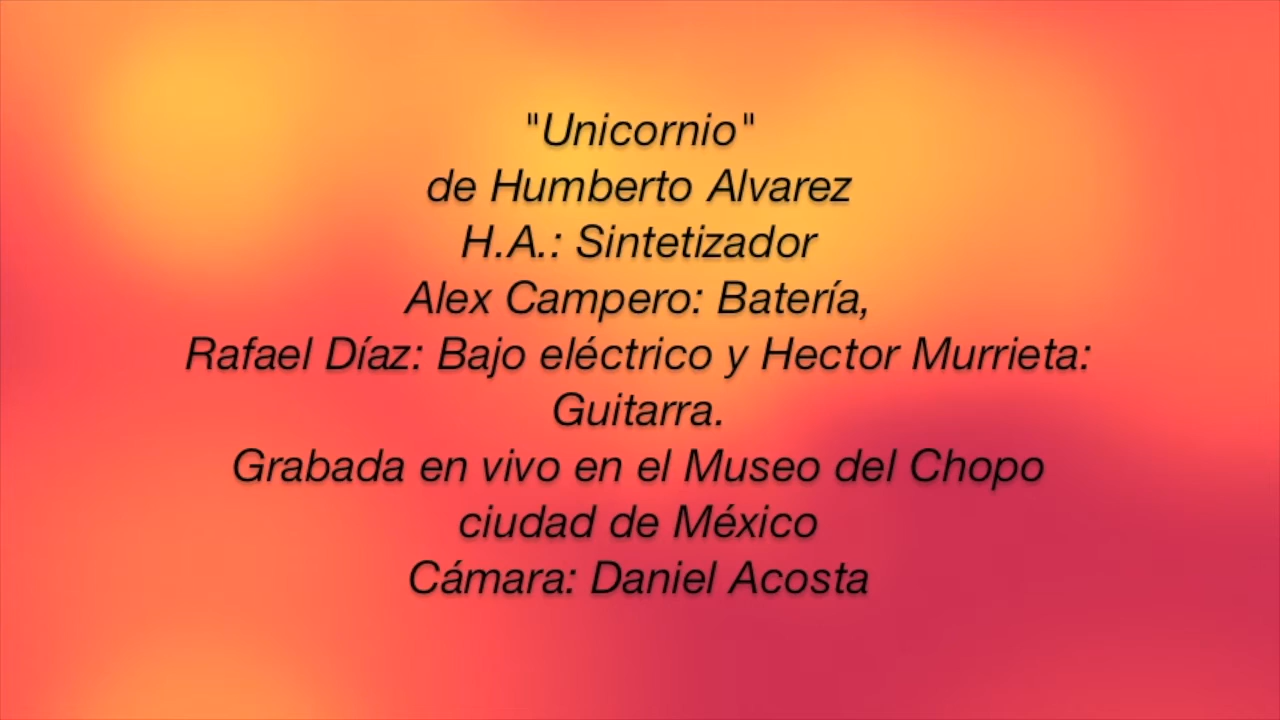 "Unicornio"
de Humberto Alvarez
H.A.: Sintetizador
Alex Campero: Batería,
Rafael Díaz: Bajo eléctrico y Hector Murrieta:
Guitarra.
Grabada en vivo en el Museo del Chopo
ciudad de México
Cámara: Daniel Acosta